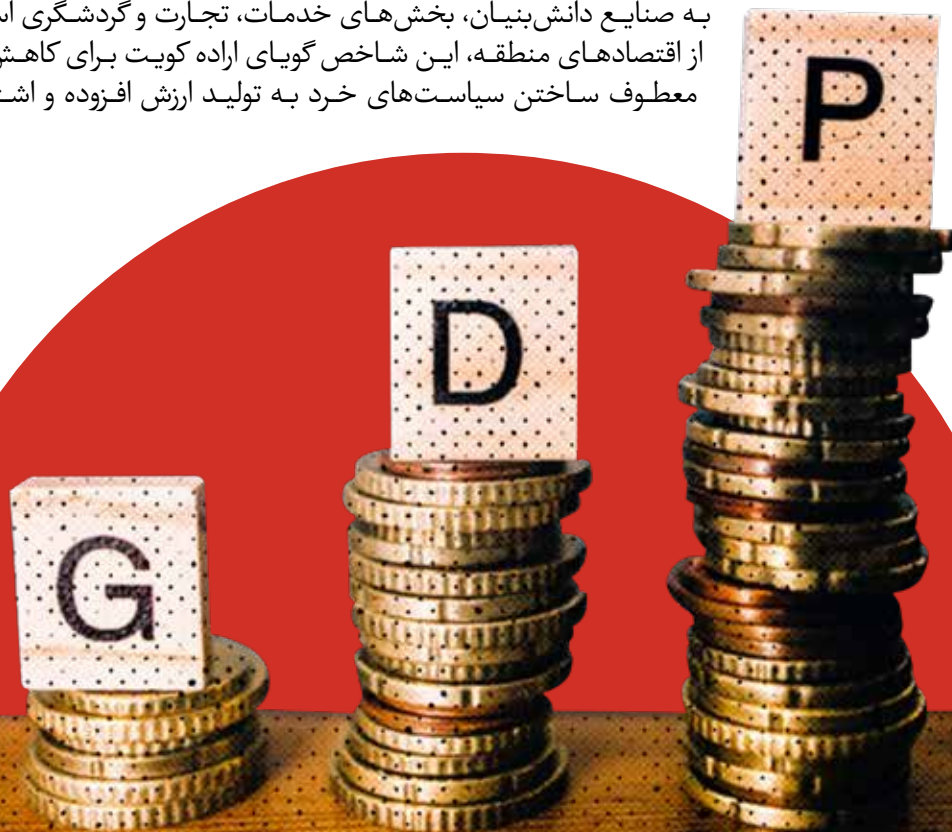 به صنایع دانش‌بنیان، بخش‌های خدمات، تجارت و گردشگری
از اقتصادهای منطقه، این شاخص گویای اراده کویت برای
معطوف ساختن سیاست‌های خرد به تولید ارزش افزوده و
P
D
G